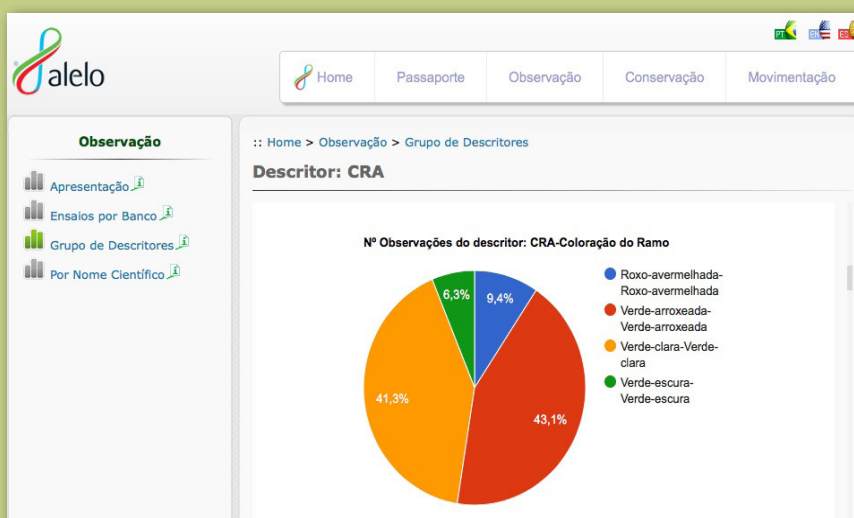 alelo
PT EN ES
Home Passaporte Observação Conservação Movimentação
Observação
Apresentação
Ensaios por Banco
Grupo de Descritores
Por Nome Científico
:: Home > Observação > Grupo de Descritores
Descritor: CRA
Nº Observações do descritor: CRA-Coloração do Ramo
6,3%
9,4%
41,3%
43,1%
Roxo-avermelhada-
Roxo-avermelhada
Verde-arroxeada-
Verde-arroxeada
Verde-clara-Verde-
clara
Verde-escura-
Verde-escura